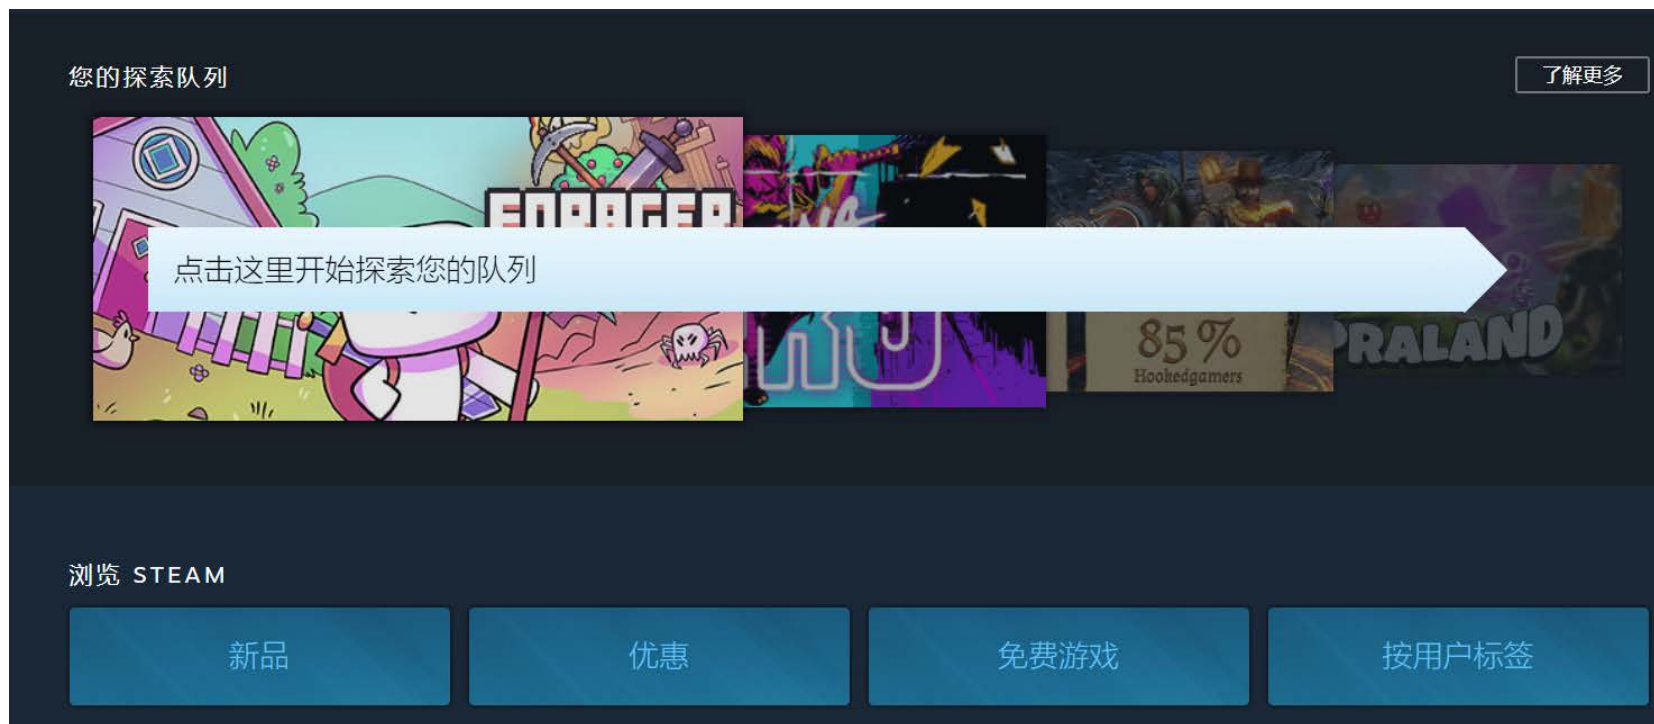 您的探索队列
了解更多
点击这里开始探索您的队列
85%
Hookedgamers
PRALAND
浏览 STEAM
新品
优惠
免费游戏
按用户标签